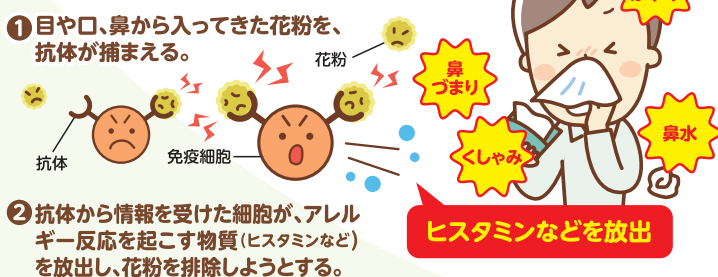 1 目や口、鼻から入ってきた花粉を、
抗体が捕まえる。
花粉
抗体
免疫細胞
鼻
づまり
くしゃみ
鼻水
ヒスタミンなどを放出
2 抗体から情報を受けた細胞が、アレル
ギー反応を起こす物質（ヒスタミンなど）
を放出し、花粉を排除しようとする。